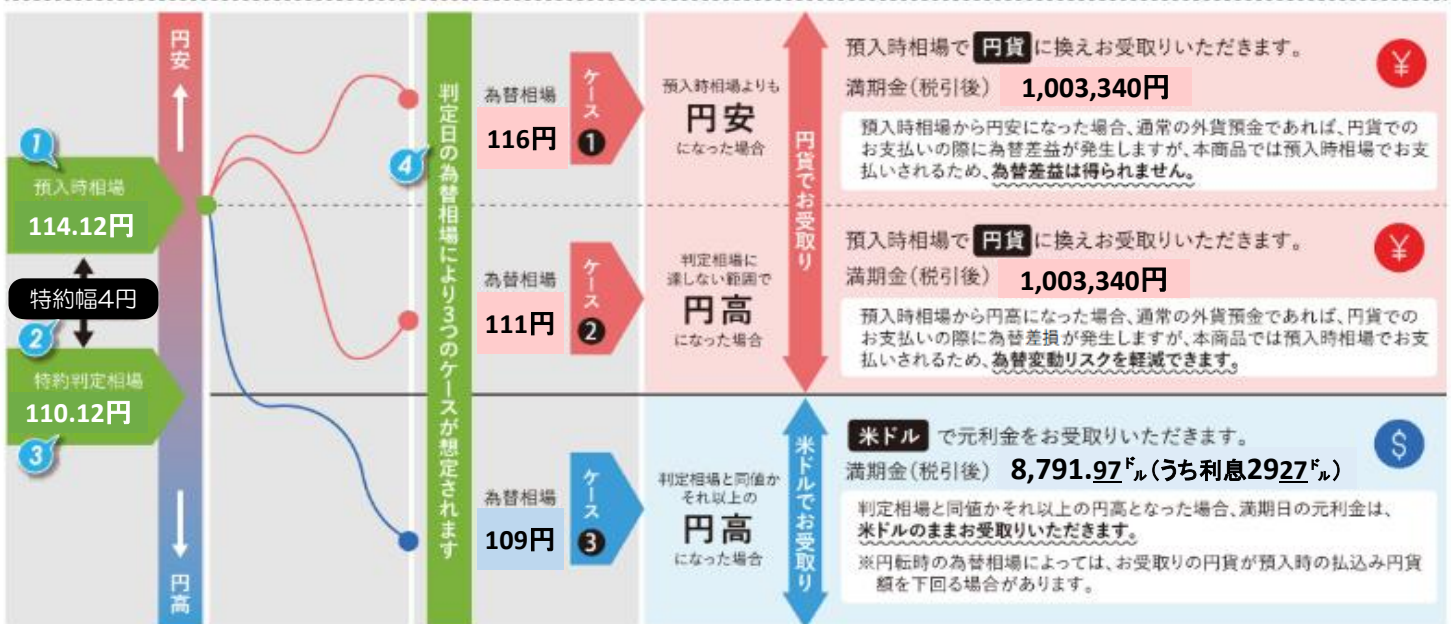 円安
円高
1
預入時相場
114.12円
特約幅4円
2
特約判定相場
110.12円
3
4
判定日の為替相場により3つのケースが想定されます
為替相場
116円
ケース❶
預入時相場よりも
円安
になった場合
円貨でお受取り
預入時相場で 円貨 に換えお受取りいただきます。
¥
満期金(税引後) 1,003,340円
預入時相場から円安になった場合、通常の外貨預金であれば、円貨での
お支払いの際に為替差益が発生しますが、本商品では預入時相場でお支
払いされるため、為替差益は得られません。
為替相場
111円
ケース❷
判定相場に
達しない範囲で
円高
になった場合
預入時相場で 円貨 に換えお受取りいただきます。
¥
満期金(税引後) 1,003,340円
預入時相場から円高になった場合、通常の外貨預金であれば、円貨での
お支払いの際に為替差損が発生しますが、本商品では預入時相場でお支
払いされるため、為替変動リスクを軽減できます。
為替相場
109円
ケース❸
判定相場と同値か
それ以上の
円高
になった場合
米ドルでお受取り
米ドル で元利金をお受取りいただきます。
$
満期金(税引後) 8,791.97ドル(うち利息2927ドル)
判定相場と同値かそれ以上の円高となった場合、満期日の元利金は、
米ドルのままお受取りいただきます。
※円転時の為替相場によっては、お受取りの円貨が預入時の払込み円貨
額を下回る場合があります。